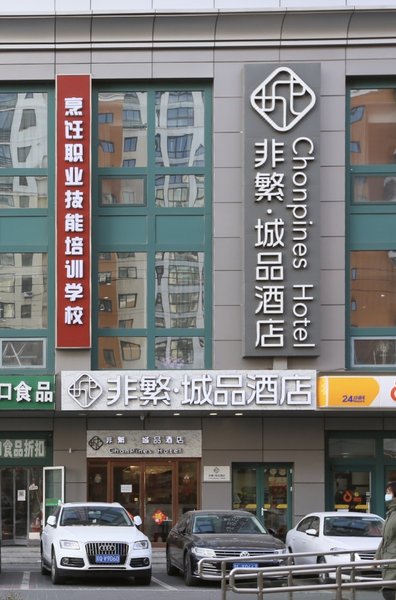 烹饪职业技能培训学校
非繁·城品酒店
Chonpines Hotel
口食品
非繁·城品酒店
24小时
食品折扣
非繁 城品酒店
Chonpines Hotel